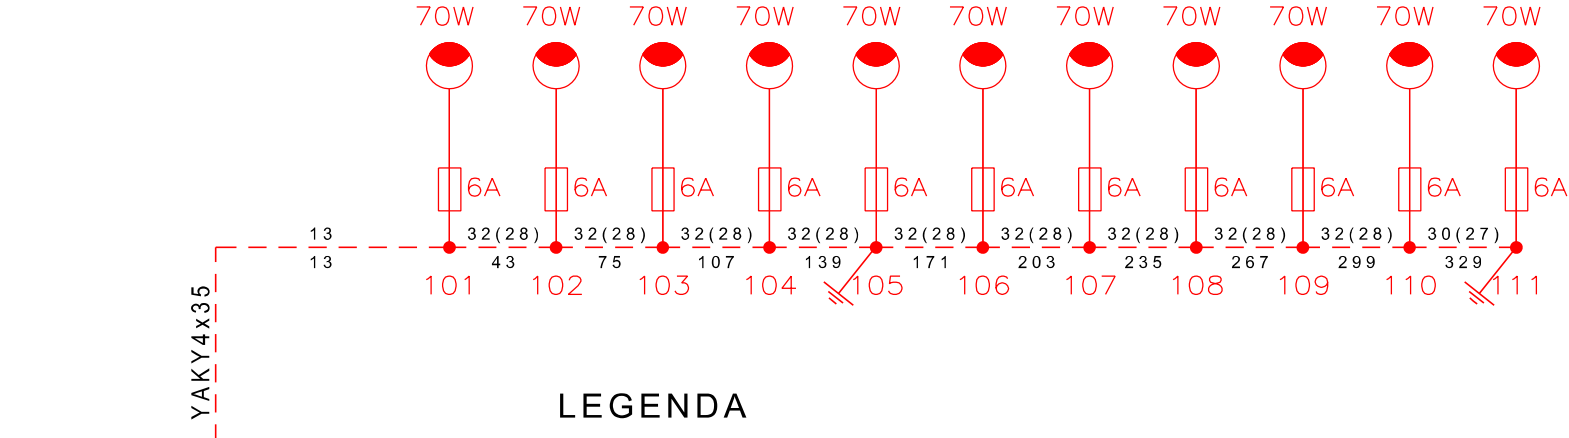 70W 70W 70W 70W 70W 70W 70W 70W 70W 70W 70W
6A 6A 6A 6A 6A 6A 6A 6A 6A 6A 6A
13 32(28) 32(28) 32(28) 32(28) 32(28) 32(28) 32(28) 32(28) 32(28) 30(27)
13 43 75 107 139 171 203 235 267 299 329
101 102 103 104 105 106 107 108 109 110 111
YAKY4x35
LEGENDA